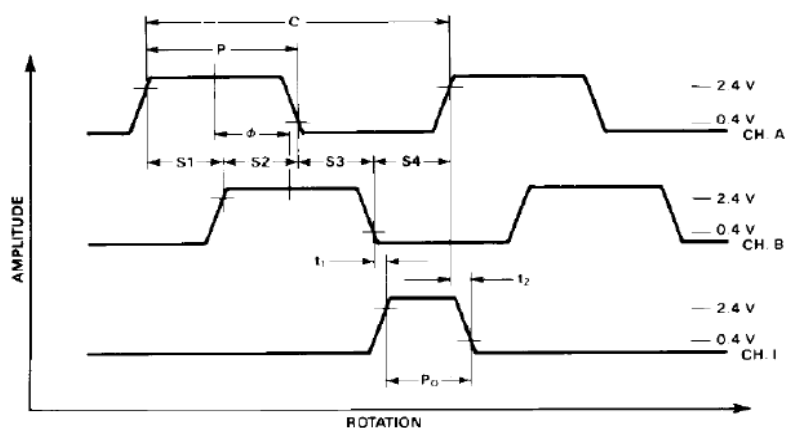 C
P
2.4 V
0.4 V
CH. A
ϕ
S1 S2 S3 S4
2.4 V
0.4 V
CH. B
t₁
t₂
2.4 V
0.4 V
CH. I
P₀
AMPLITUDE
ROTATION